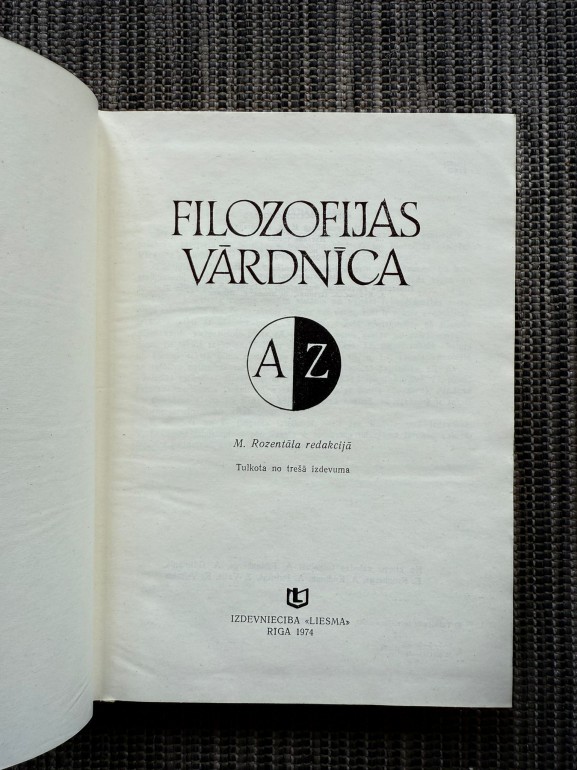 FILOZOFIJAS
VĀRDNĪCA
A Z
M. Rozentāla redakcijā
Tulkota no trešā izdevuma
IZDEVNIECĪBA «LIESMA»
RĪGA 1974